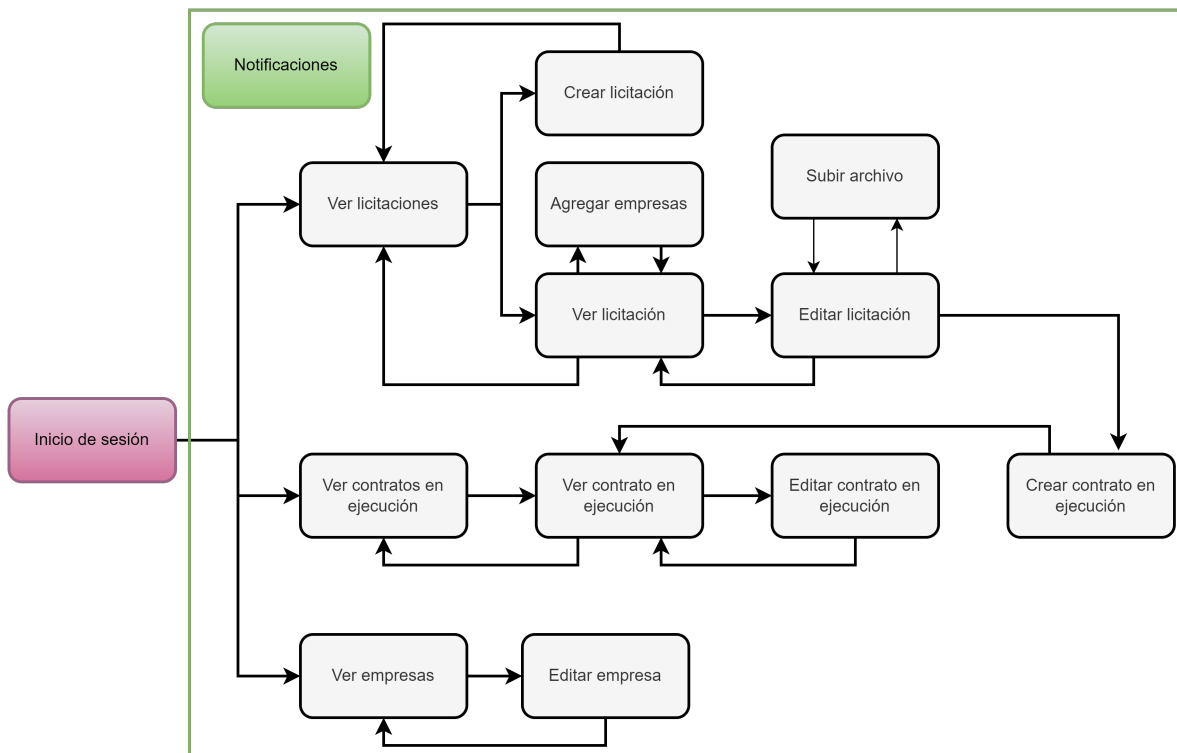 Notificaciones
Crear licitación
Subir archivo
Ver licitaciones
Agregar empresas
Ver licitación
Editar licitación
Inicio de sesión
Ver contratos en
ejecución
Ver contrato en
ejecución
Editar contrato en
ejecución
Crear contrato en
ejecución
Ver empresas
Editar empresa